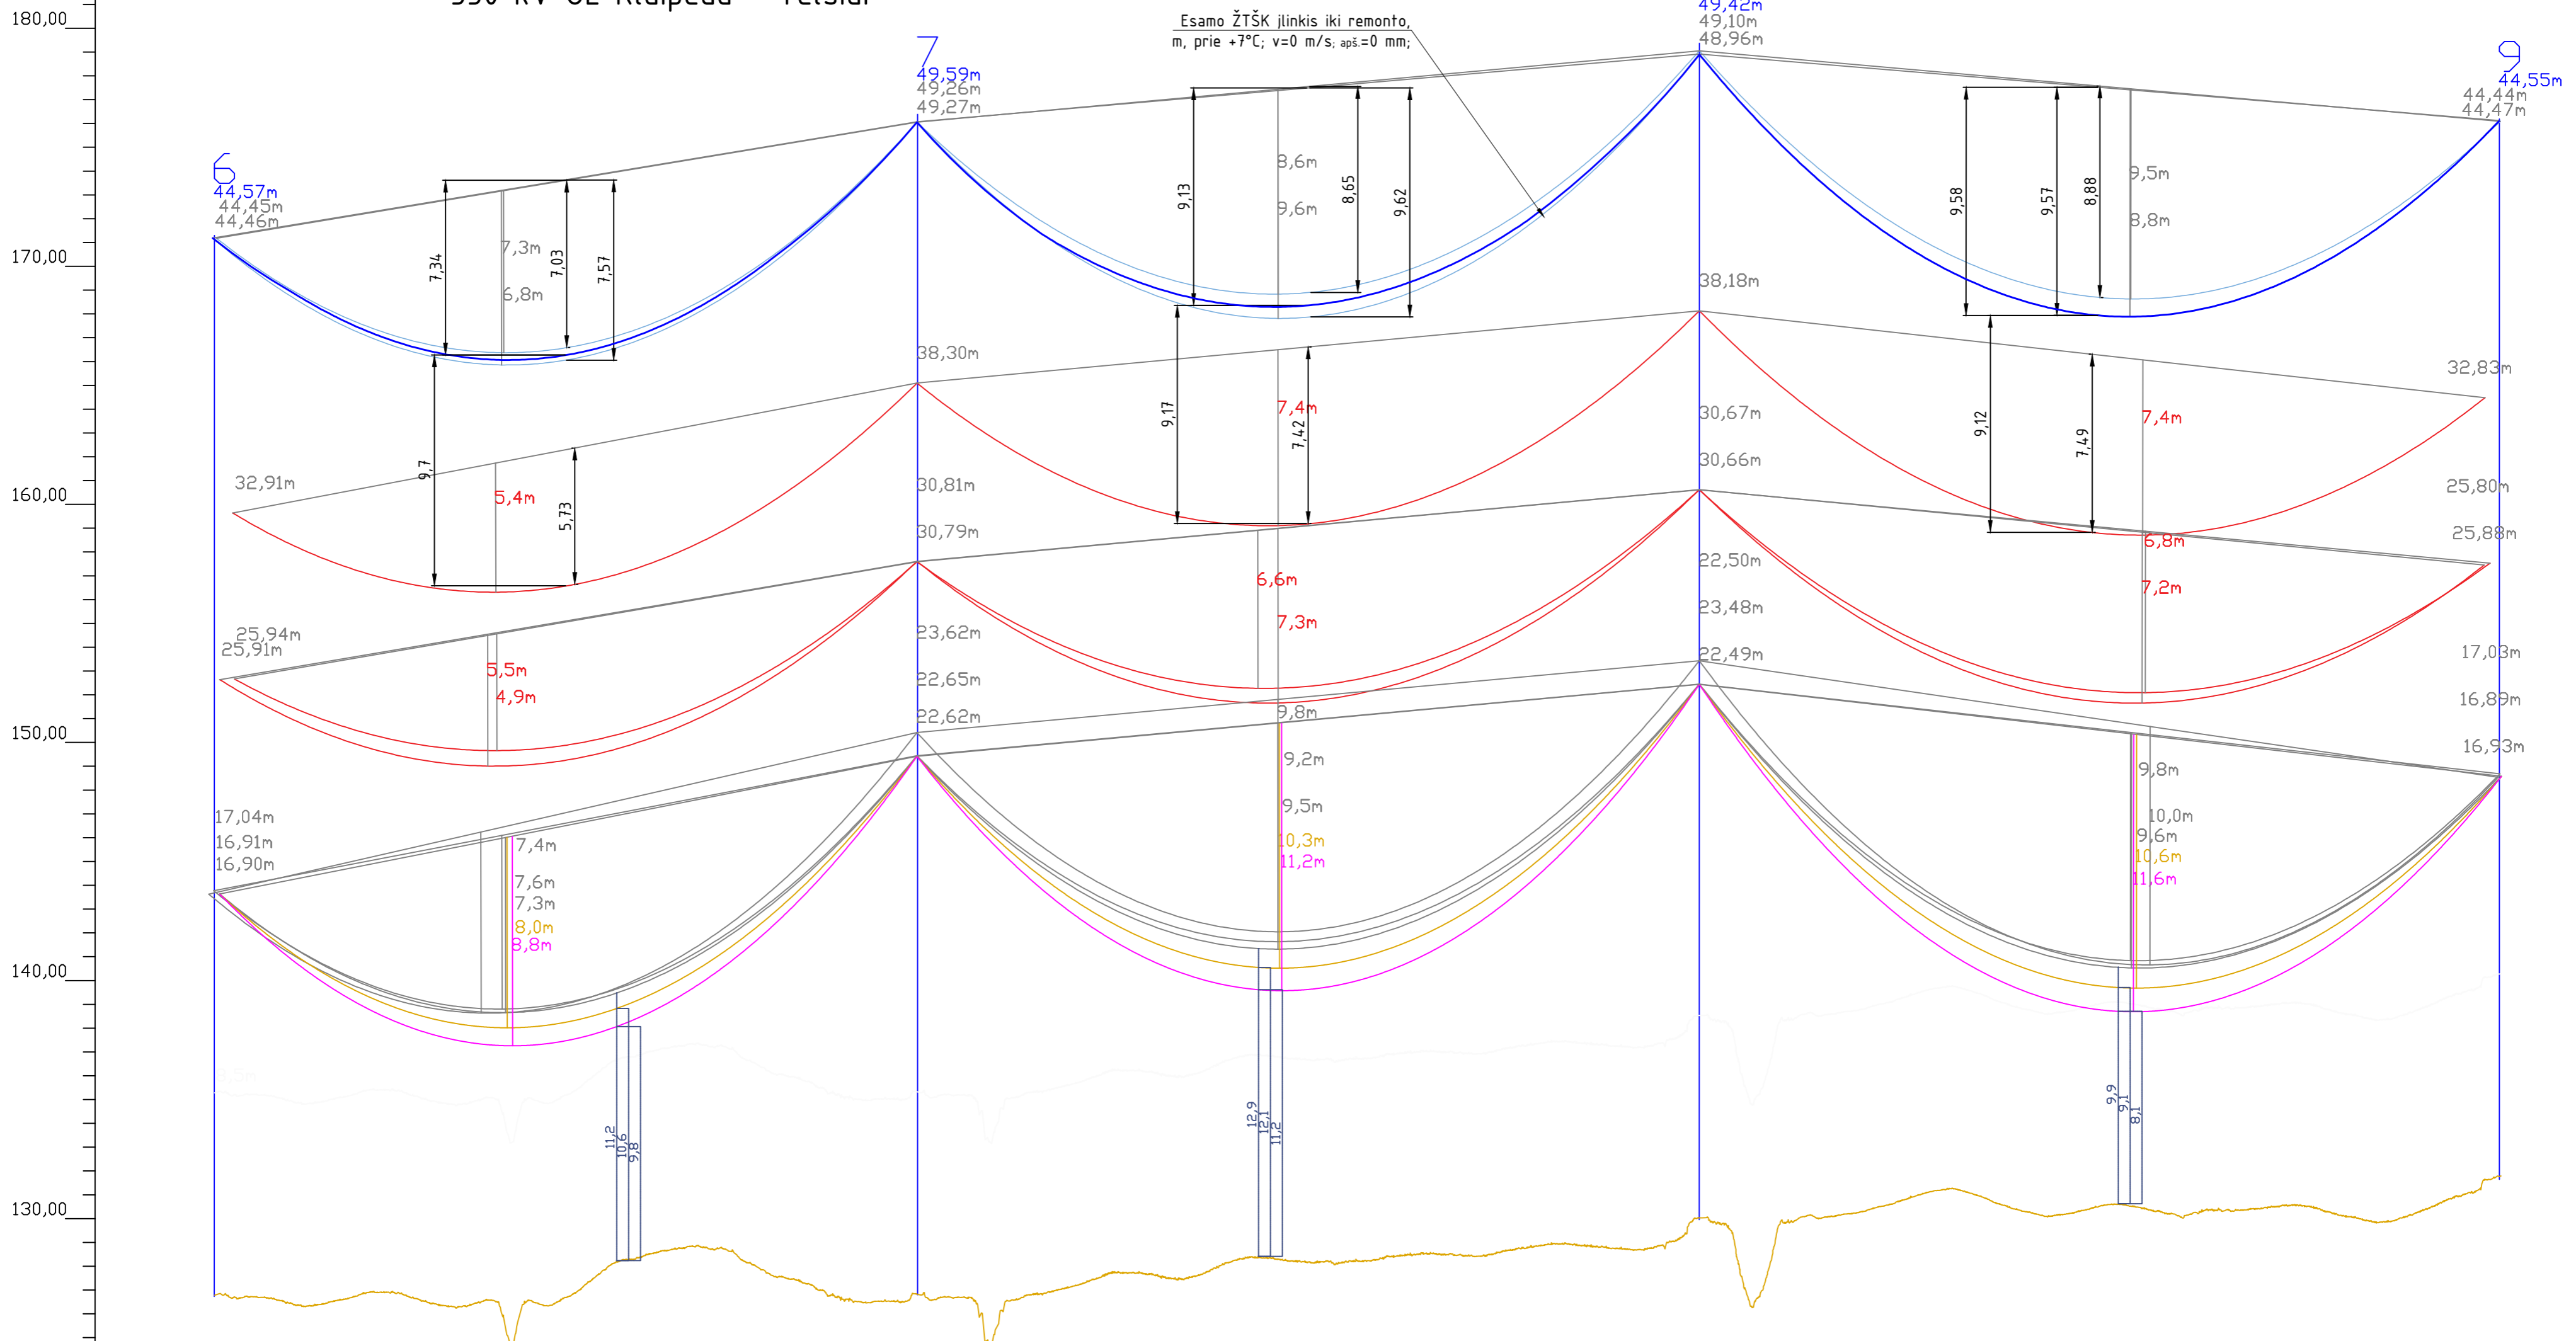 180,00
170,00
160,00
150,00
140,00
130,00
Esamo ŽTŠK įlinkis iki remonto,
m, prie +7°C; v=0 m/s; apš.=0 mm;
6
44,57m
44,45m
44,46m
7
49,59m
49,26m
49,27m
49,42m
49,10m
48,96m
9
44,55m
44,44m
44,47m
7,34
7,3m
6,8m
7,03
7,57
9,13
8,6m
9,6m
8,65
9,62
9,58
9,57
8,88
9,5m
8,8m
38,30m
38,18m
32,83m
32,91m
9,7
5,4m
5,73
9,17
7,4m
7,42
9,12
7,49
7,4m
30,81m
30,79m
30,67m
30,66m
25,80m
25,88m
25,94m
25,91m
5,5m
4,9m
6,6m
7,3m
6,8m
7,2m
23,62m
22,65m
22,62m
22,50m
23,48m
22,49m
17,03m
16,89m
16,93m
17,04m
16,91m
16,90m
7,4m
7,6m
7,3m
8,0m
8,8m
9,8m
9,2m
9,5m
10,3m
11,2m
9,8m
10,0m
9,6m
10,6m
11,6m
11,2
10,6
9,8
12,9
12,1
11,2
9,9
9,1
8,1